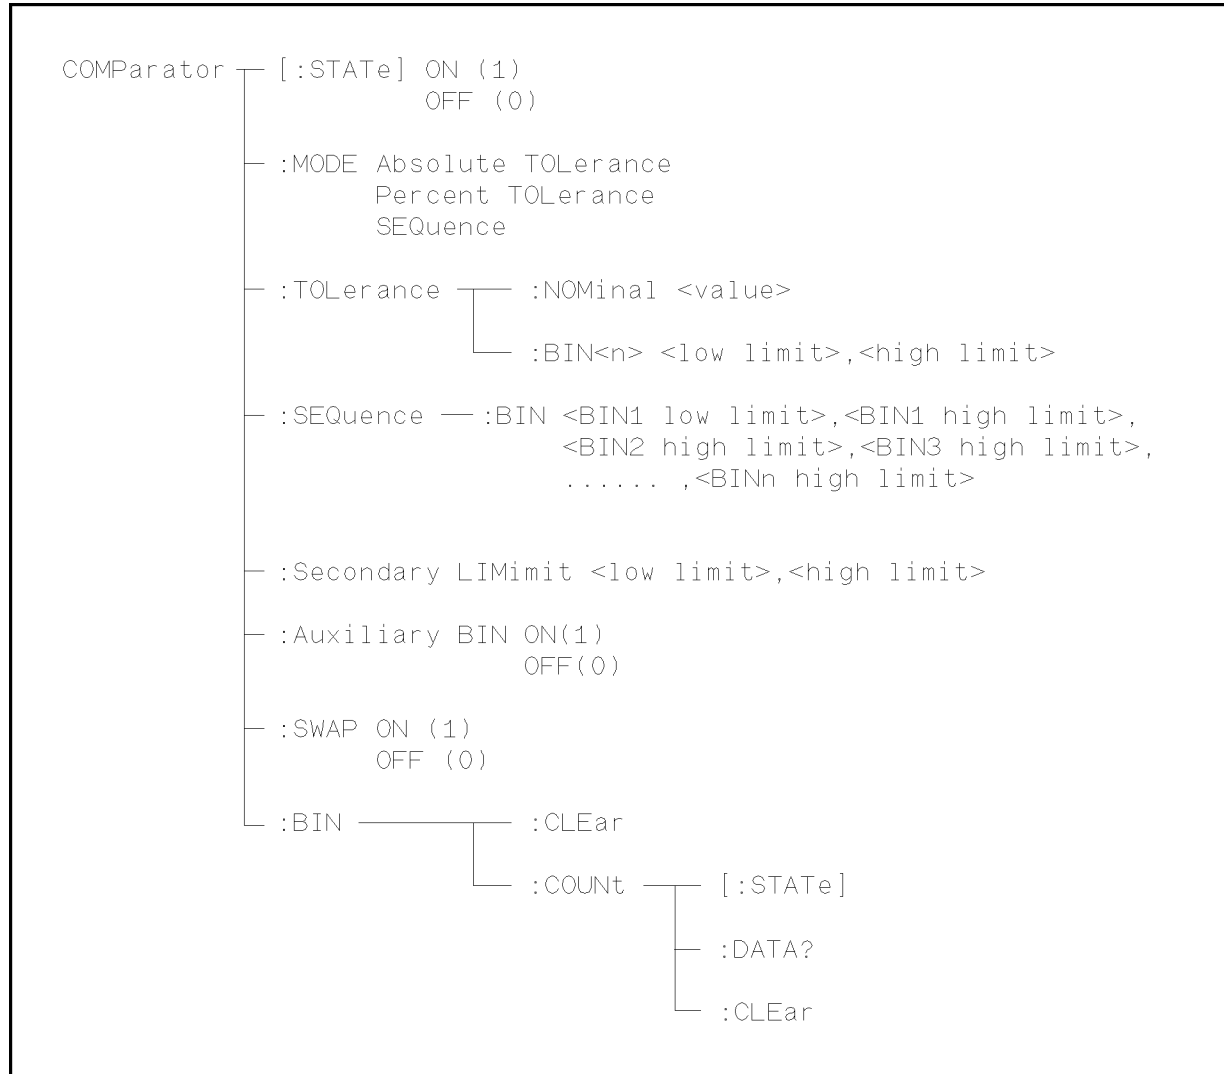 COMParator [:STATe] ON (1)
OFF (0)
:MODE Absolute TOLerance
Percent TOLerance
SEQuence
:TOLerance :NOMinal <value>
:BIN<n> <low limit>,<high limit>
:SEQuence :BIN <BIN1 low limit>,<BIN1 high limit>,
<BIN2 high limit>,<BIN3 high limit>,
...... ,<BINn high limit>
:Secondary LIMimit <low limit>,<high limit>
:Auxiliary BIN ON(1)
OFF(0)
:SWAP ON (1)
OFF (0)
:BIN :CLEar
:COUNt [:STATe]
:DATA?
:CLEar